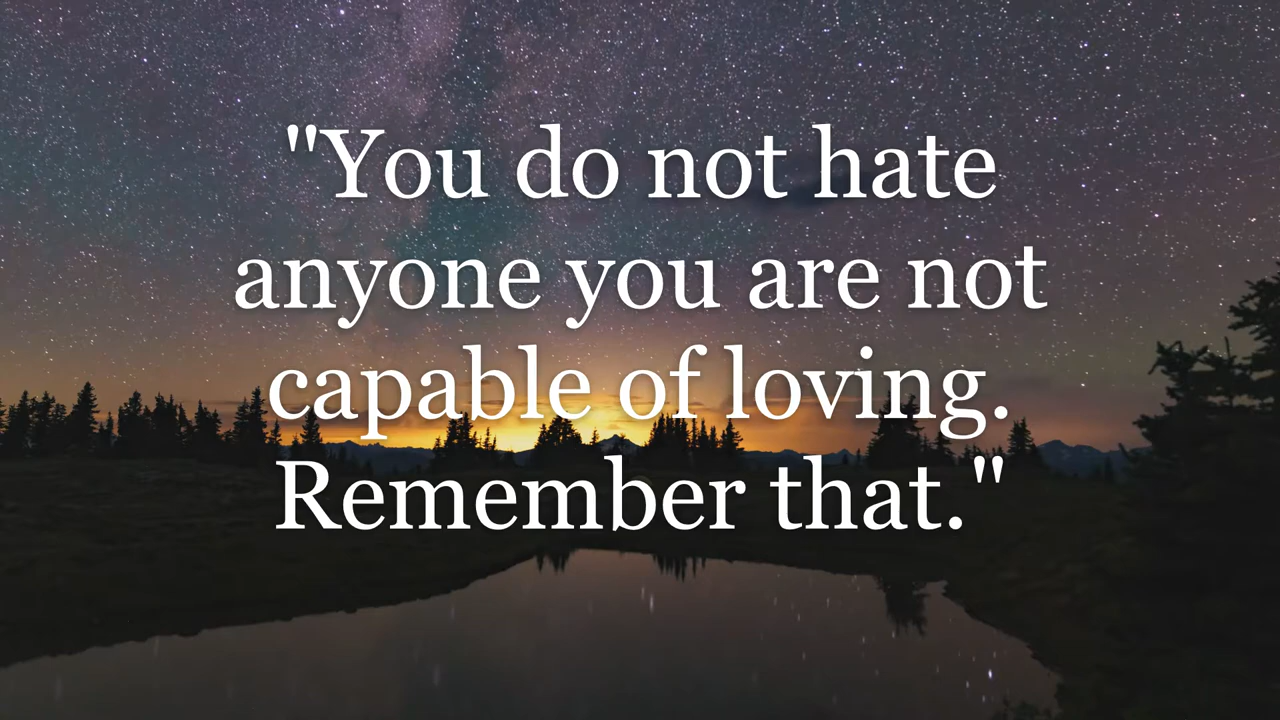 "You do not hate
anyone you are not
capable of loving.
Remember that."